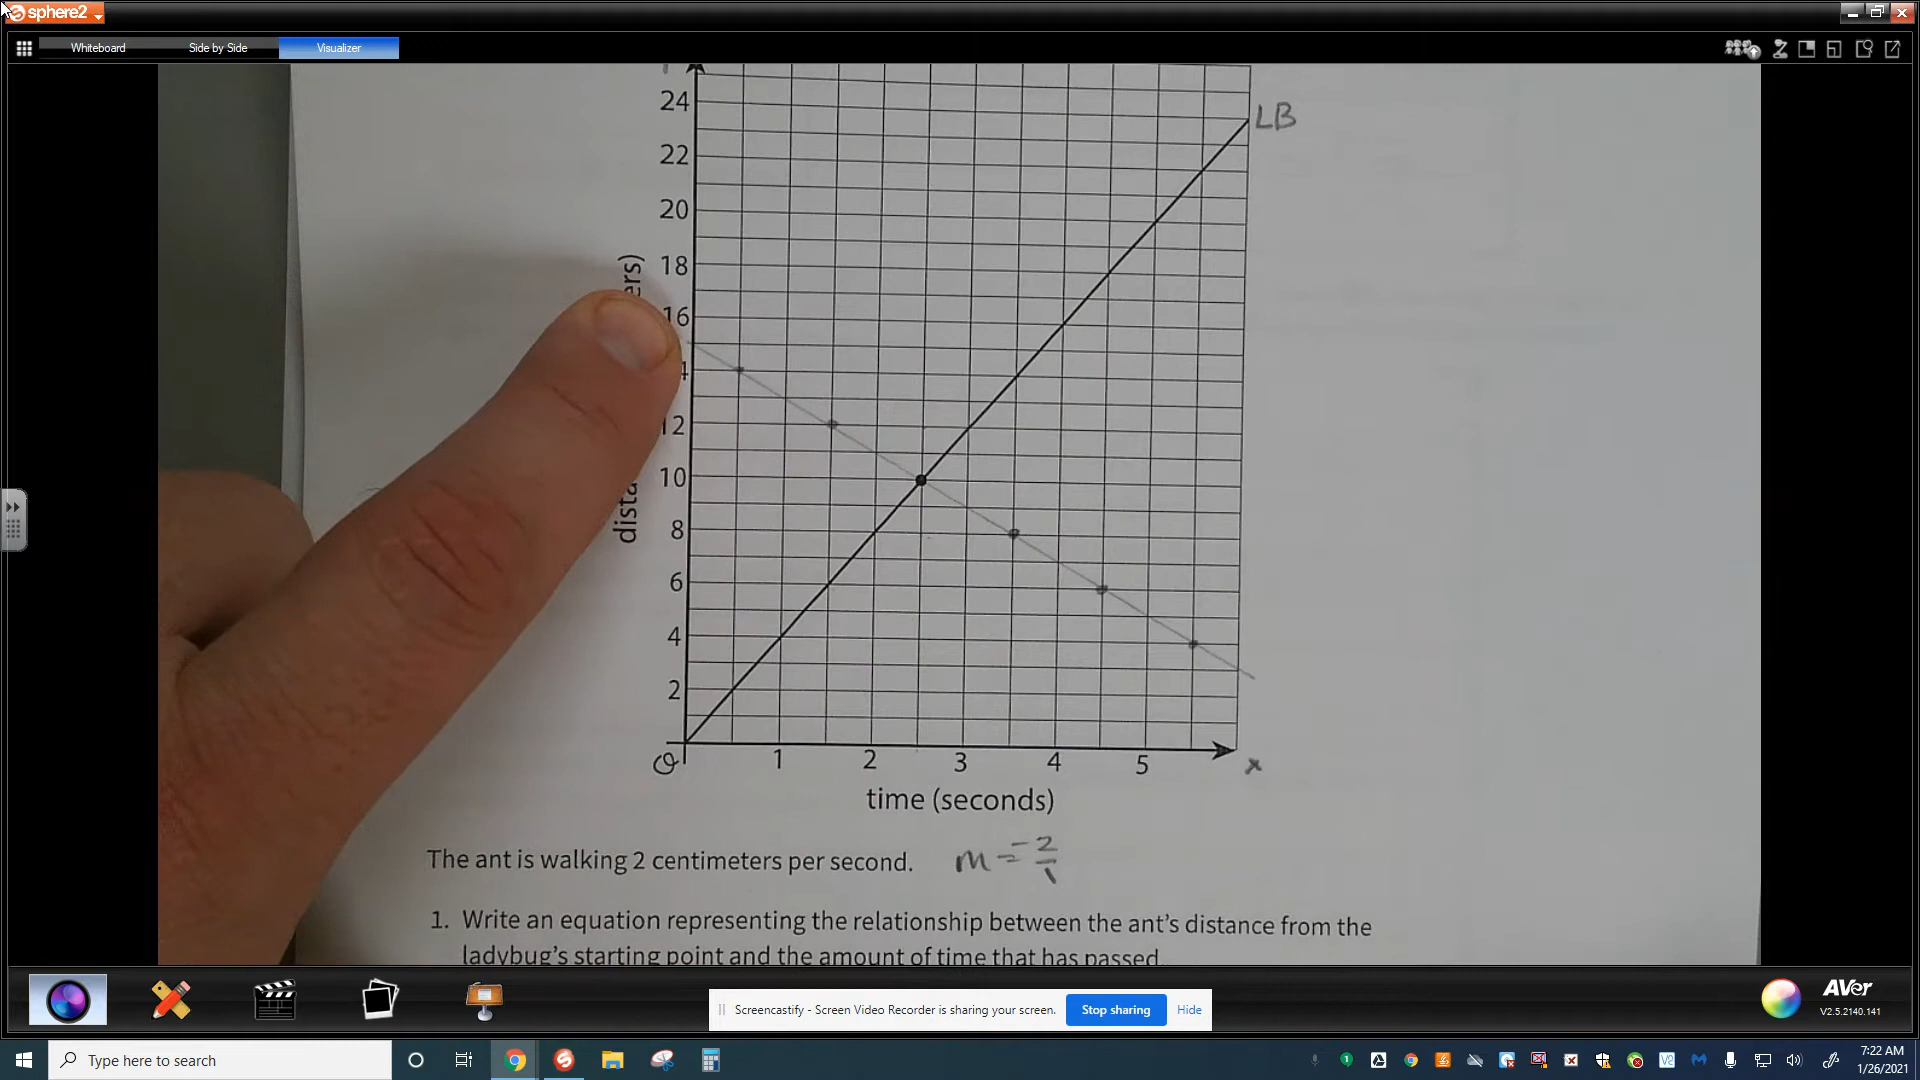 sphere2
Whiteboard Side by Side Visualizer
24
LB
22
20
18
16
4
12
10
8
6
4
2
O 1 2 3 4 5 x
time (seconds)
The ant is walking 2 centimeters per second. m = -2/1
1. Write an equation representing the relationship between the ant's distance from the
ladybug's starting point and the amount of time that has passed.
AVer
V2.5.2140.141
Screencastify - Screen Video Recorder is sharing your screen. Stop sharing Hide
Type here to search
7:22 AM
1/26/2021